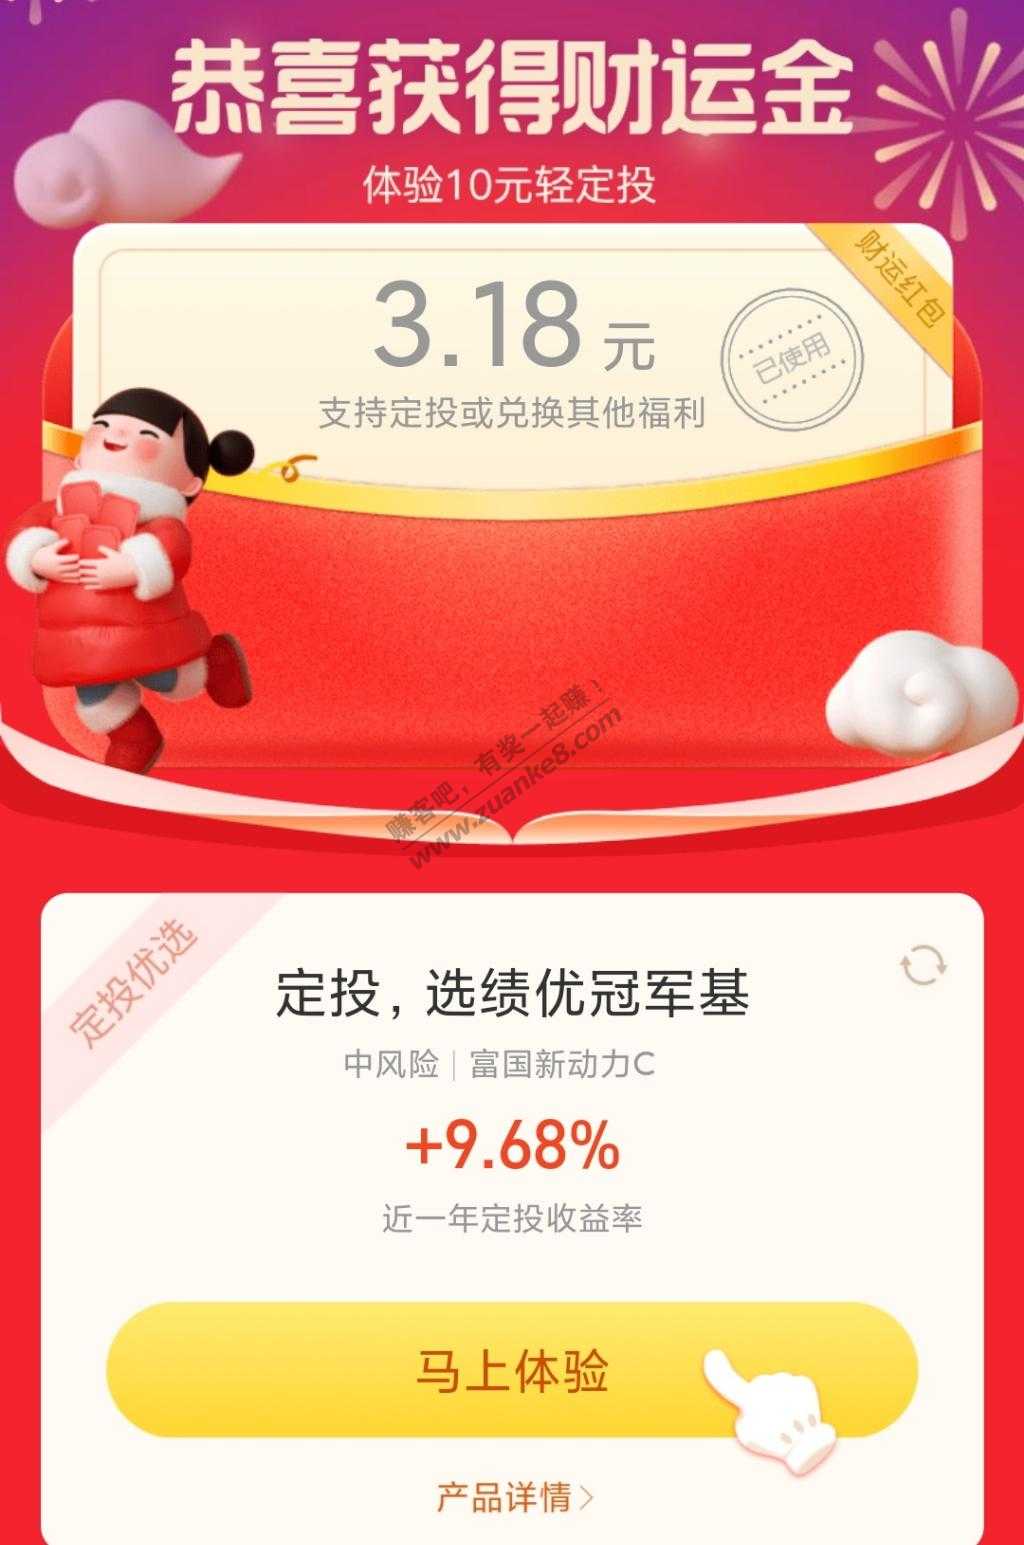 恭喜获得财运金
体验10元轻定投
财运红包
3.18元
已使用
支持定投或兑换其他福利
赚客吧，有奖一起赚！
www.zuanke8.com
定投优选
定投，选绩优冠军基
中风险｜富国新动力C
+9.68%
近一年定投收益率
马上体验
产品详情>